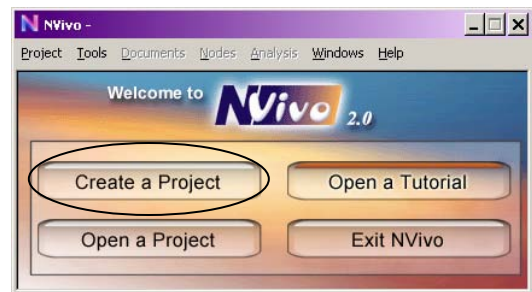 NVivo -
Project Tools Documents Nodes Analysis Windows Help
Welcome to NVivo 2.0
Create a Project Open a Tutorial
Open a Project Exit NVivo